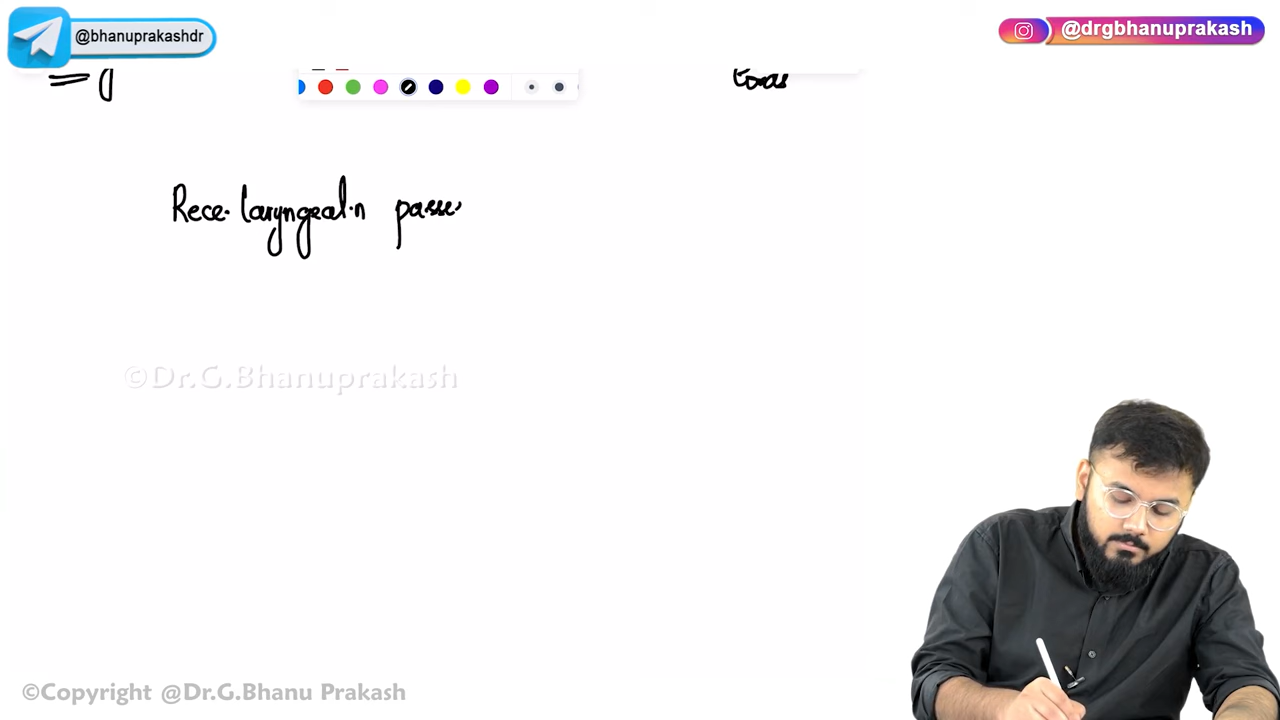 @bhanuprakashdr
@drgbhanuprakash
Rece. laryngeal.n passe.
©Dr.G.Bhanuprakash
©Copyright @Dr.G.Bhanu Prakash